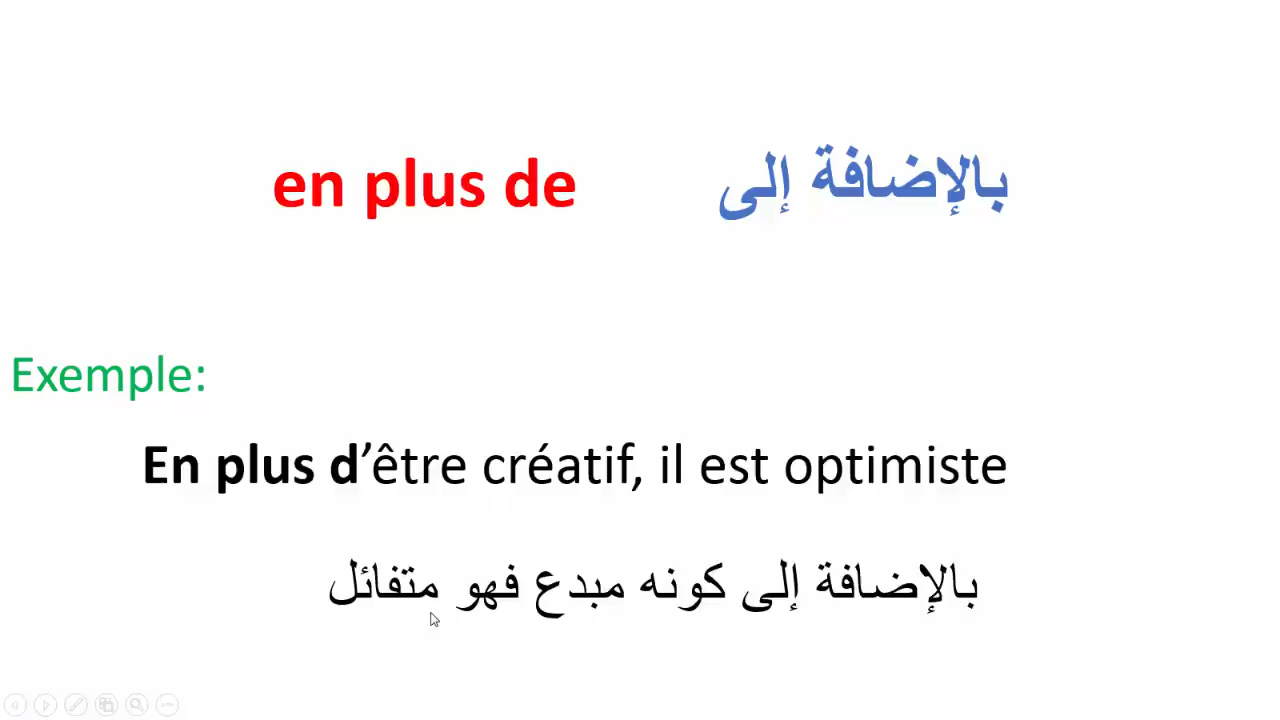 en plus de بالإضافة إلى
Exemple:
En plus d’être créatif, il est optimiste
بالإضافة إلى كونه مبدع فهو متفائل